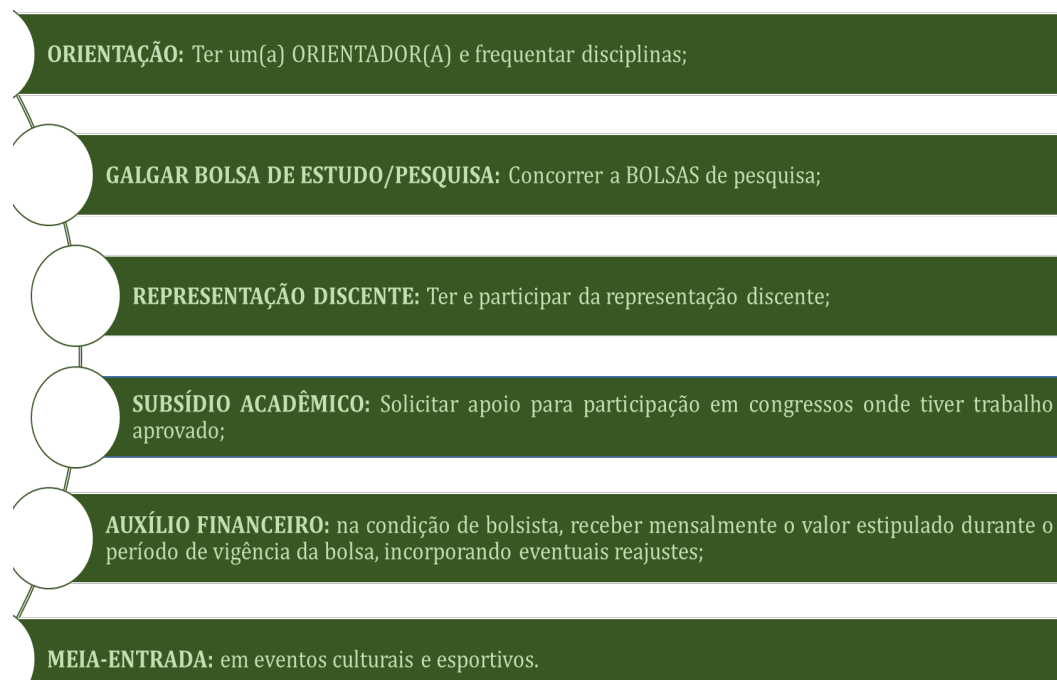 ORIENTAÇÃO: Ter um(a) ORIENTADOR(A) e frequentar disciplinas;
GALGAR BOLSA DE ESTUDO/PESQUISA: Concorrer a BOLSAS de pesquisa;
REPRESENTAÇÃO DISCENTE: Ter e participar da representação discente;
SUBSÍDIO ACADÊMICO: Solicitar apoio para participação em congressos onde tiver trabalho
aprovado;
AUXÍLIO FINANCEIRO: na condição de bolsista, receber mensalmente o valor estipulado durante o
período de vigência da bolsa, incorporando eventuais reajustes;
MEIA-ENTRADA: em eventos culturais e esportivos.